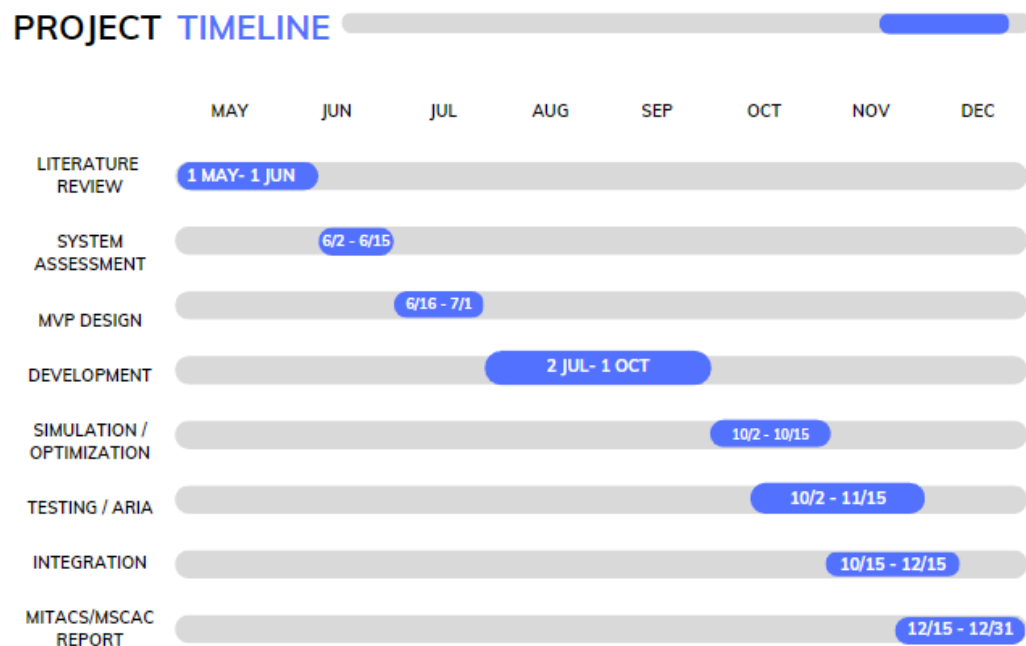 PROJECT TIMELINE
MAY JUN JUL AUG SEP OCT NOV DEC
LITERATURE
REVIEW
1 MAY- 1 JUN
SYSTEM
ASSESSMENT
6/2 - 6/15
MVP DESIGN
6/16 - 7/1
DEVELOPMENT
2 JUL- 1 OCT
SIMULATION /
OPTIMIZATION
10/2 - 10/15
TESTING / ARIA
10/2 - 11/15
INTEGRATION
10/15 - 12/15
MITACS/MSCAC
REPORT
12/15 - 12/31